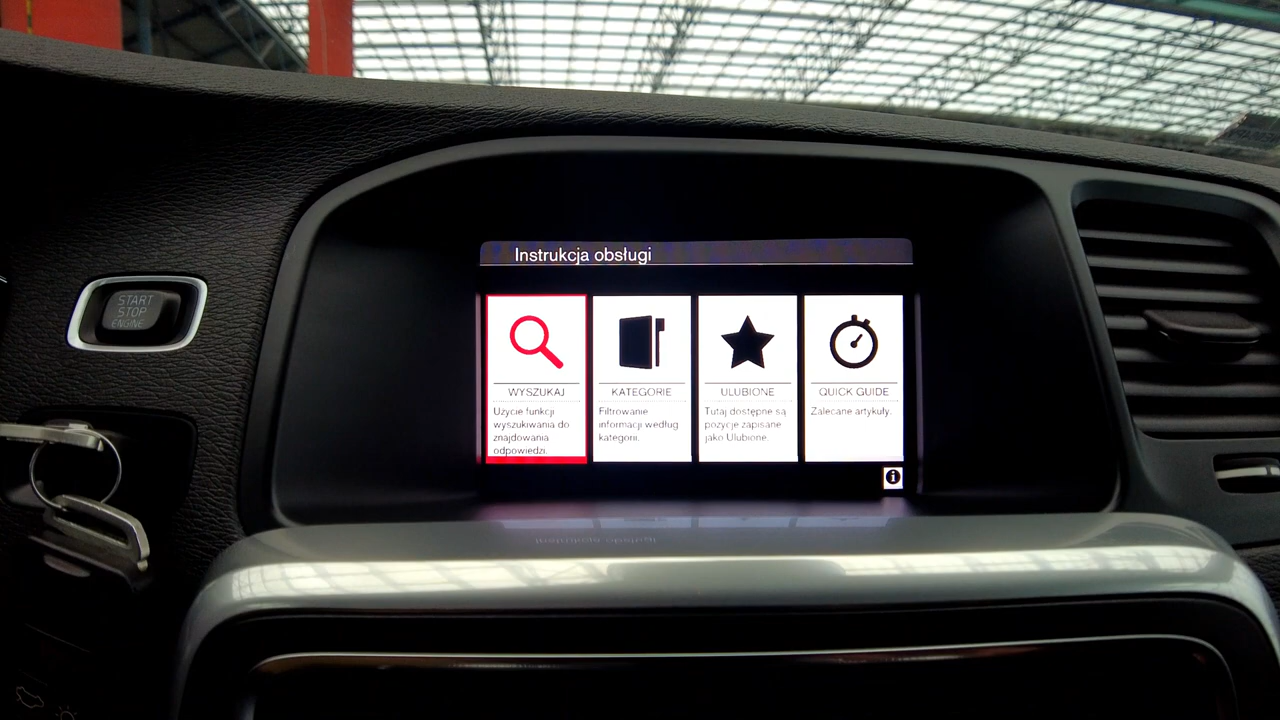 Instrukcja obsługi
START
STOP
ENGINE
WYSZUKAJ
Użycie funkcji
wyszukiwania do
znajdowania
odpowiedzi.
KATEGORIE
Filtrowanie
informacji według
kategorii.
ULUBIONE
Tutaj dostępne są
pozycje zapisane
jako Ulubione.
QUICK GUIDE
Zalecane artykuły.